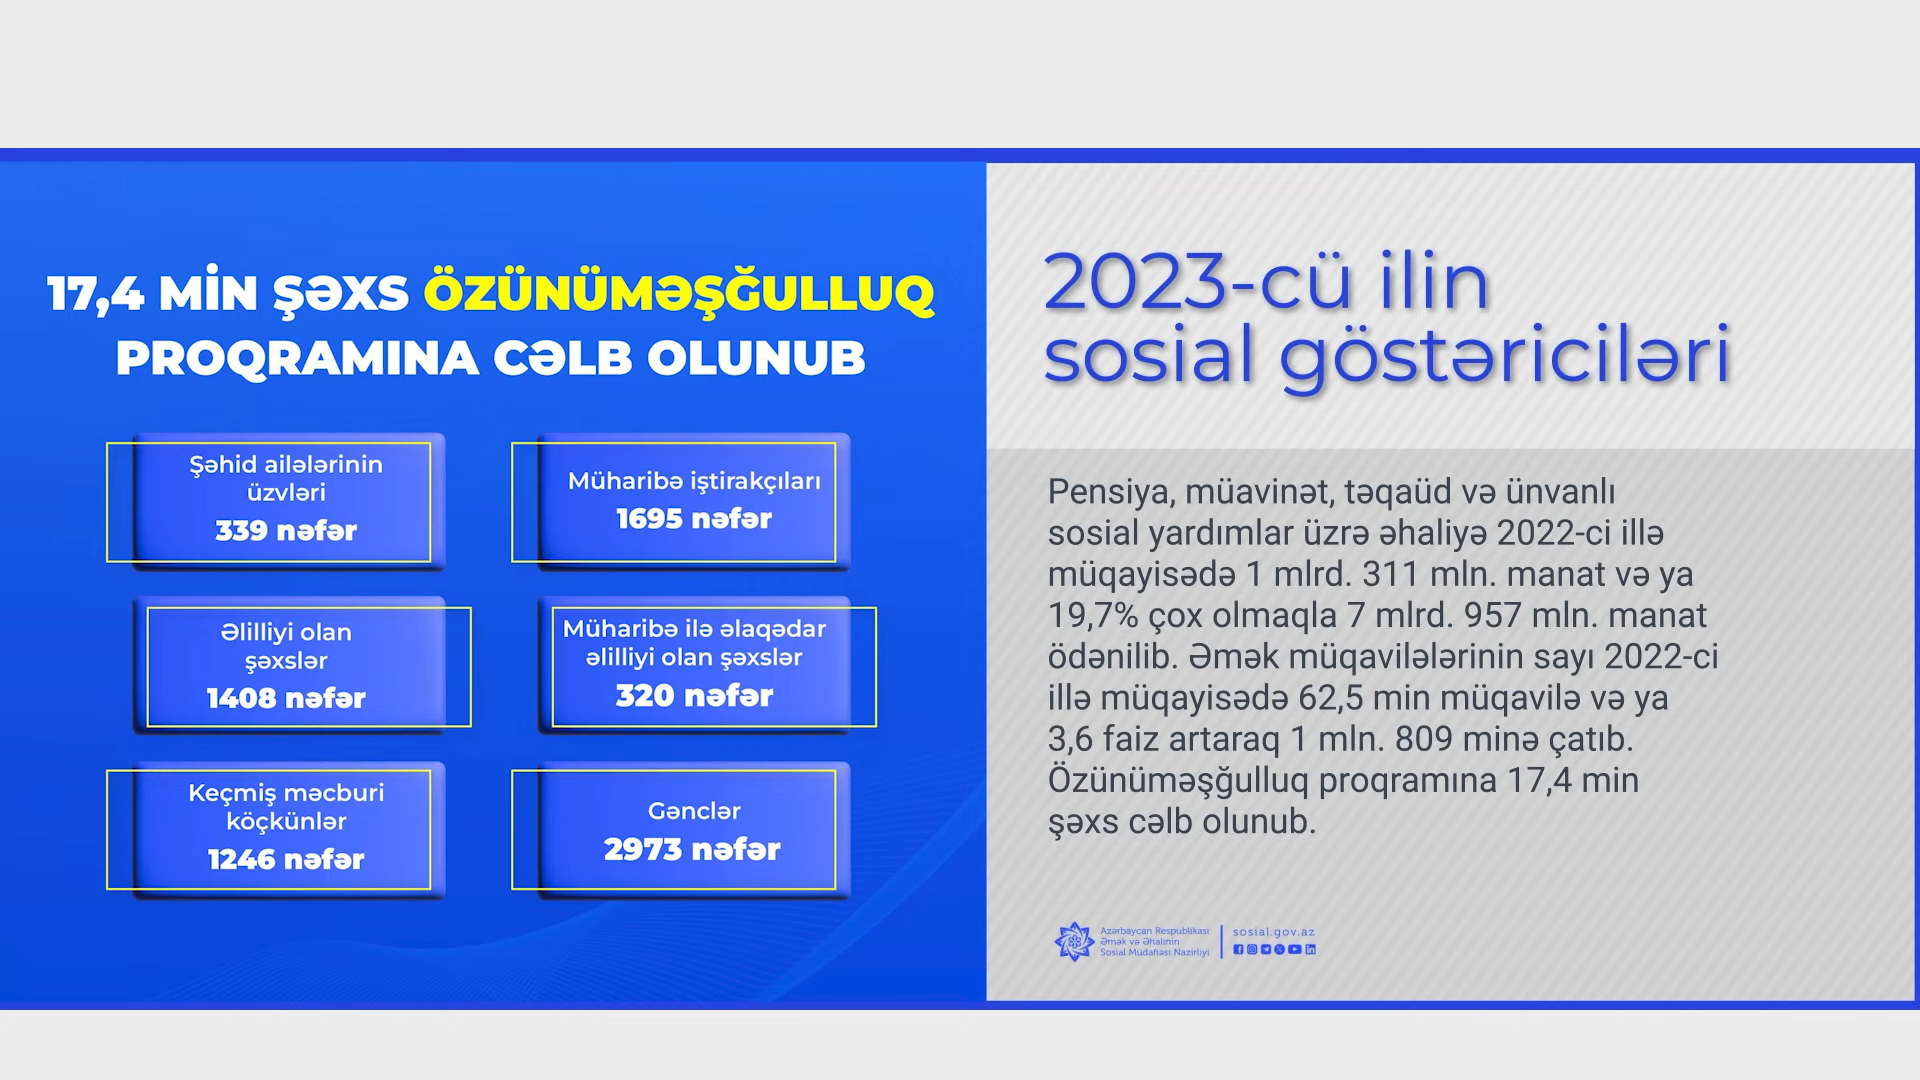 17,4 MİN ŞƏXS ÖZÜNÜMƏŞĞULLUQ
PROQRAMINA CƏLB OLUNUB
Şəhid ailələrinin
üzvləri
339 nəfər
Müharibə iştirakçıları
1695 nəfər
Əlilliyi olan
şəxslər
1408 nəfər
Müharibə ilə əlaqədar
əlilliyi olan şəxslər
320 nəfər
Keçmiş məcburi
köçkünlər
1246 nəfər
Gənclər
2973 nəfər
2023-cü ilin
sosial göstəriciləri
Pensiya, müavinət, təqaüd və ünvanlı
sosial yardımlar üzrə əhaliyə 2022-ci illə
müqayisədə 1 mlrd. 311 mln. manat və ya
19,7% çox olmaqla 7 mlrd. 957 mln. manat
ödənilib. Əmək müqavilələrinin sayı 2022-ci
illə müqayisədə 62,5 min müqavilə və ya
3,6 faiz artaraq 1 mln. 809 minə çatıb.
Özünüməşğulluq proqramına 17,4 min
şəxs cəlb olunub.
Azərbaycan Respublikası
Əmək və Əhalinin
Sosial Müdafiəsi Nazirliyi
sosial.gov.az